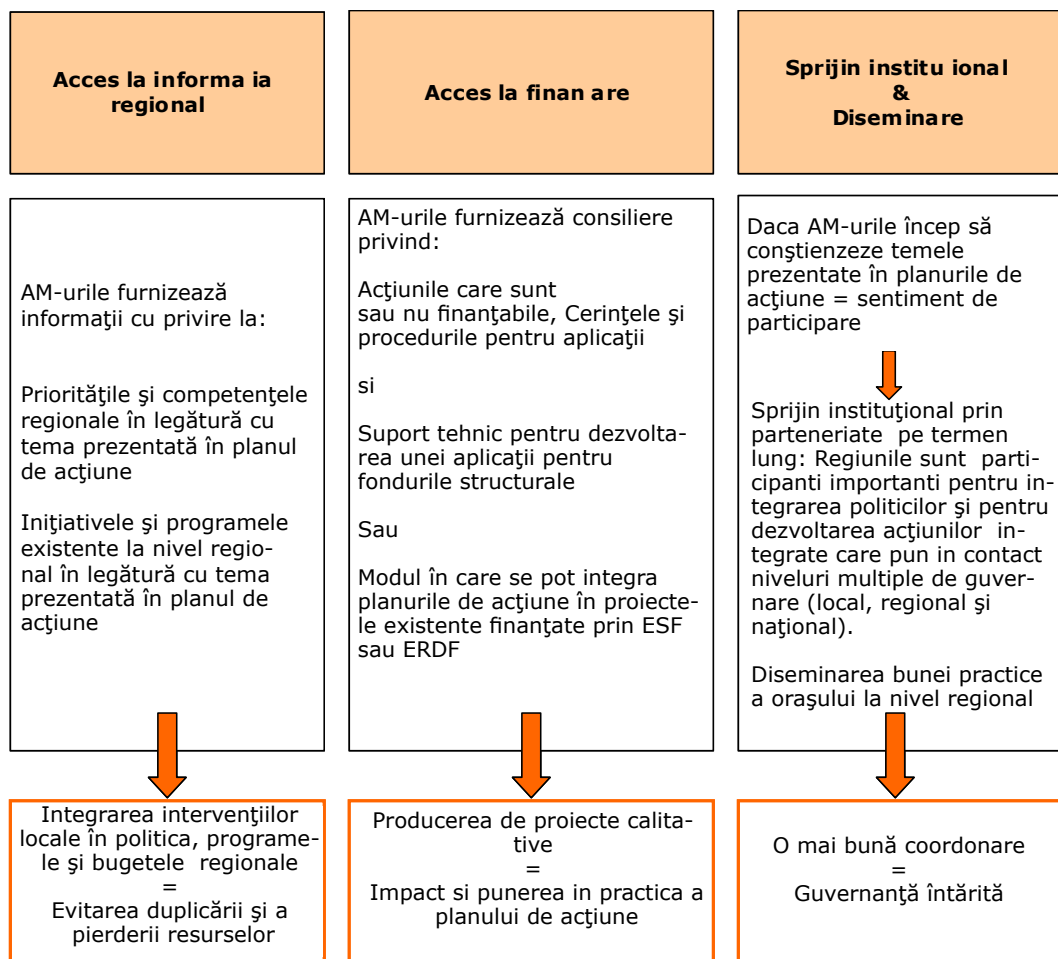 Acces la informa ia
regional
AM-urile furnizează
informaţii cu privire la:
Priorităţile şi competenţele
regionale în legătură cu
tema prezentată în planul
de acţiune
Iniţiativele şi programele
existente la nivel regio-
nal în legătură cu tema
prezentată în planul de
acţiune
Integrarea intervenţiilor
locale în politica, programe-
le şi bugetele regionale
=
Evitarea duplicării şi a
pierderii resurselor
Acces la finan are
AM-urile furnizează consiliere
privind:
Acţiunile care sunt
sau nu finanţabile, Cerinţele şi
procedurile pentru aplicaţii
si
Suport tehnic pentru dezvolta-
rea unei aplicaţii pentru
fondurile structurale
Sau
Modul în care se pot integra
planurile de acţiune în proiecte-
le existente finanţate prin ESF
sau ERDF
Producerea de proiecte calita-
tive
=
Impact si punerea in practica a
planului de acţiune
Sprijin institu ional
&
Diseminare
Daca AM-urile încep să
conştienzeze temele
prezentate în planurile de
acţiune = sentiment de
participare
Sprijin instituţional prin
parteneriate pe termen
lung: Regiunile sunt parti-
cipanti importanti pentru in-
tegrarea politicilor şi pentru
dezvoltarea acţiunilor in-
tegrate care pun in contact
niveluri multiple de guver-
nare (local, regional şi
naţional).
Diseminarea bunei practice
a oraşului la nivel regional
O mai bună coordonare
=
Guvernanţă întărită